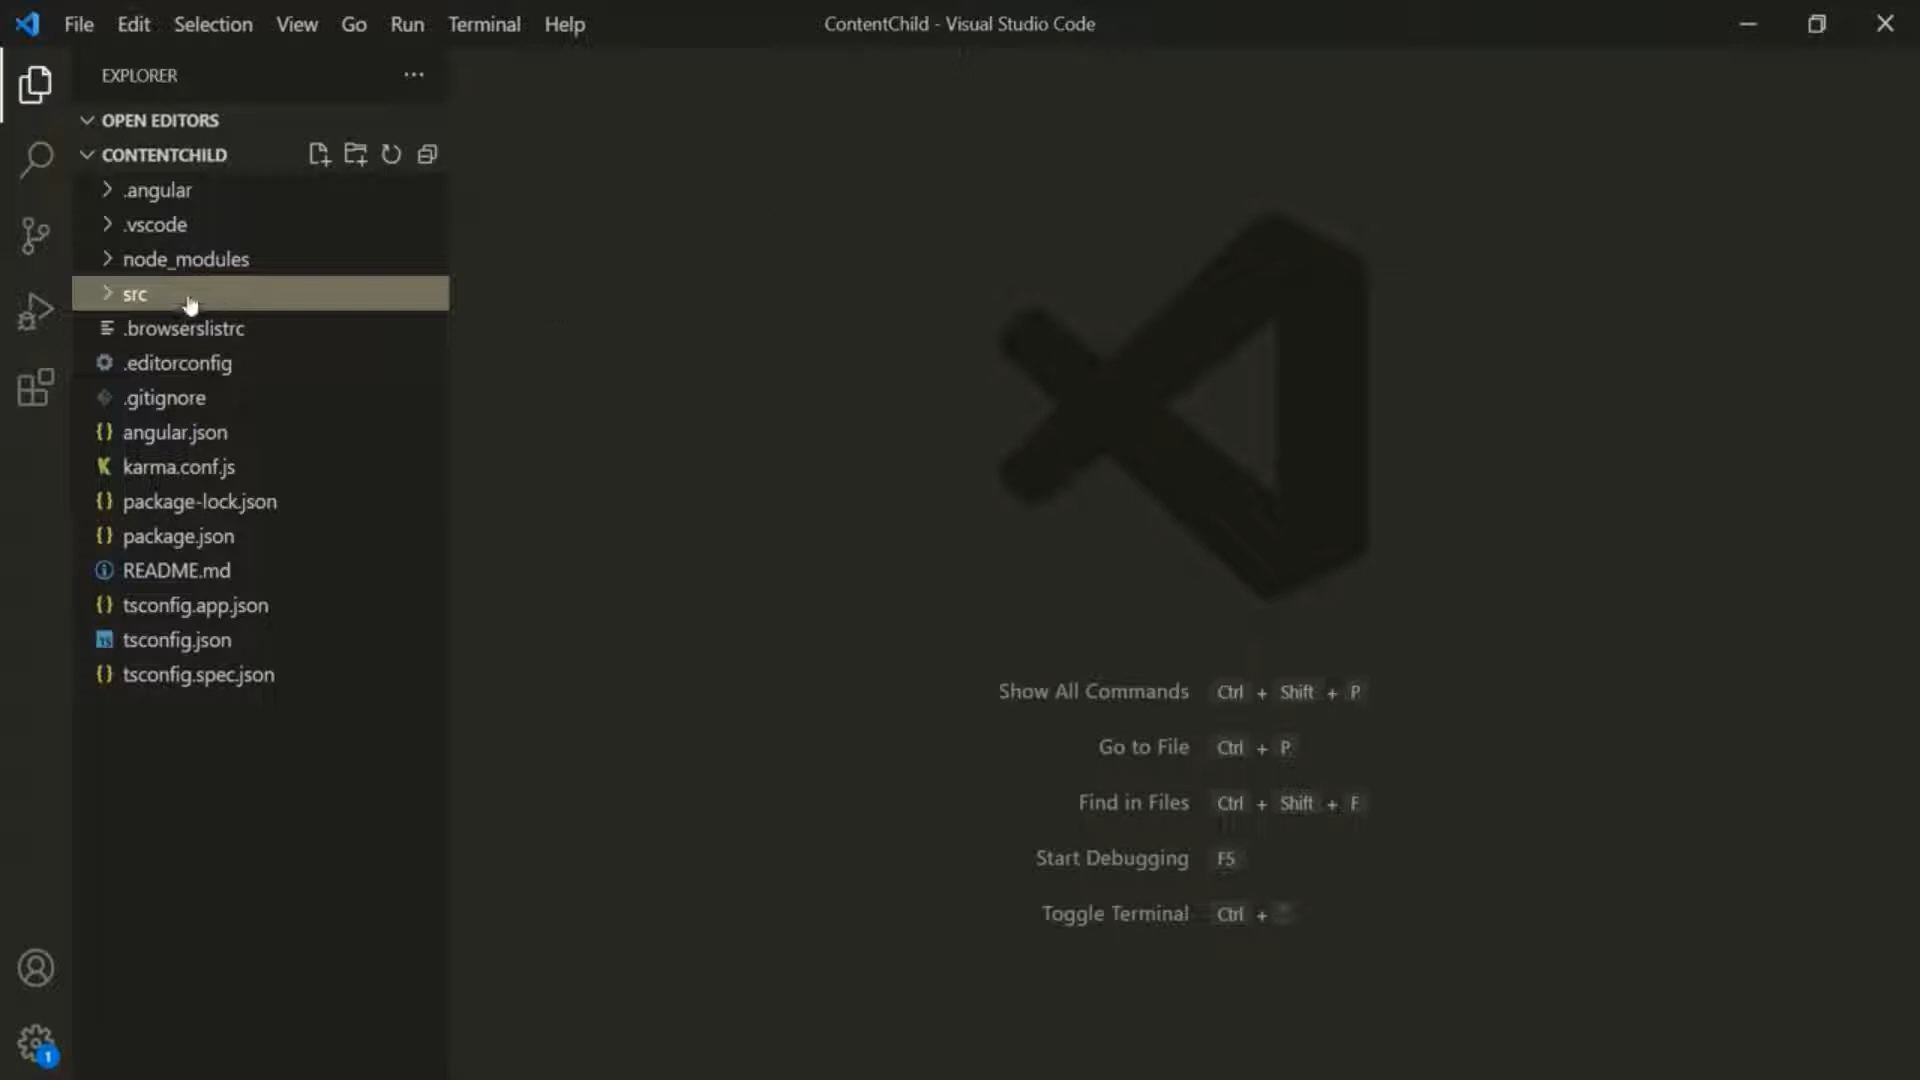 File Edit Selection View Go Run Terminal Help
ContentChild - Visual Studio Code
EXPLORER
OPEN EDITORS
CONTENTCHILD
.angular
.vscode
node_modules
src
.browserslistrc
.editorconfig
.gitignore
angular.json
karma.conf.js
package-lock.json
package.json
README.md
tsconfig.app.json
TS tsconfig.json
tsconfig.spec.json
Show All Commands Ctrl + Shift + P
Go to File Ctrl + P
Find in Files Ctrl + Shift + F
Start Debugging F5
Toggle Terminal Ctrl +
1